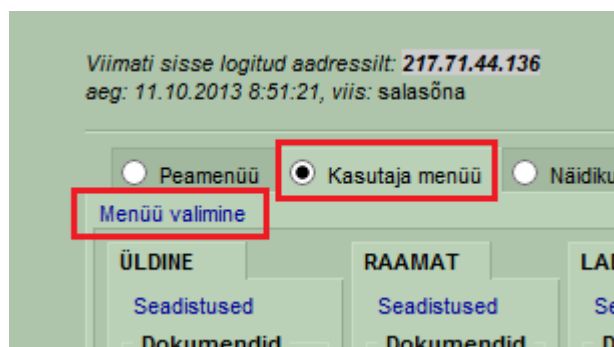 Viimati sisse logitud aadressilt: 217.71.44.136
aeg: 11.10.2013 8:51:21, viis: salasõna
Peamenüü Kasutaja menüü
Menüü valimine
ÜLDINE RAAMAT
Seadistused Seadistused
Dokumendid Dokumendid